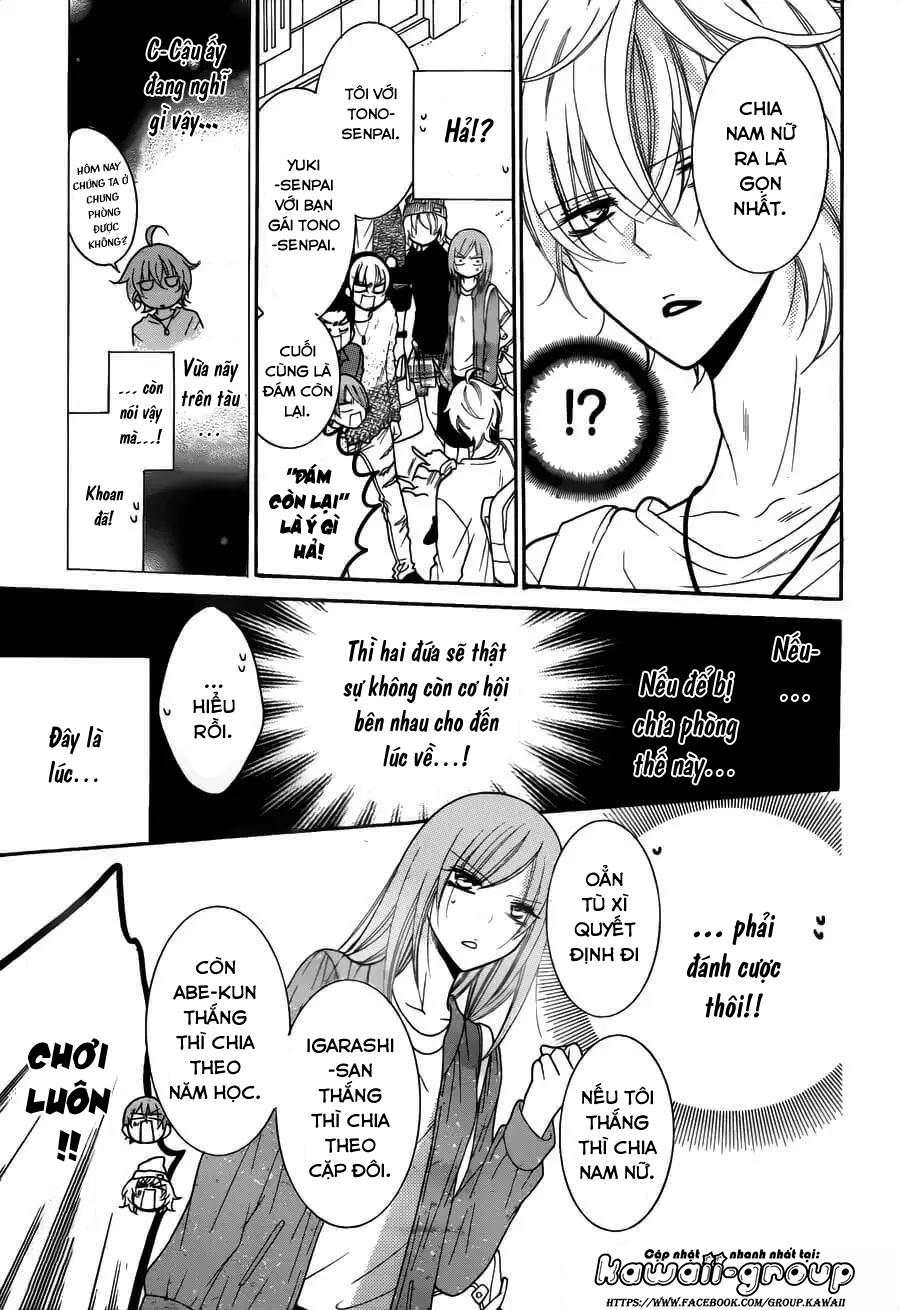 CHIA
NAM NỮ
RA LÀ
GỌN
NHẤT.
!?
Hả!?
TÔI VỚI
TONO-
SENPAI.
YUKI
-SENPAI
VỚI BẠN
GÁI TONO
-SENPAI.
CUỐI
CÙNG LÀ
ĐÁM CÒN
LẠI.
"ĐÁM
CÒN LẠI"
LÀ Ý GÌ
HẢ!
C-Cậu ấy
đang nghĩ
gì vậy...
HÔM NAY
CHÚNG TA Ở
CHUNG
PHÒNG
ĐƯỢC
KHÔNG?
Vừa nãy
trên tàu
...
... còn
nói vậy
mà...!
Khoan
đã!
Nếu-
...
Nếu để bị
chia phòng
thế này...
Thì hai đứa sẽ thật
sự không còn cơ hội
bên nhau cho đến
lúc về...!
...
HIỂU
RỒI.
Đây là
lúc...
... phải
đánh cược
thôi!!
OẲN
TÙ XÌ
QUYẾT
ĐỊNH ĐI
NẾU TÔI
THẮNG
THÌ CHIA
NAM NỮ.
IGARASHI
-SAN
THẮNG
THÌ CHIA
THEO
CẶP ĐÔI.
CÒN
ABE-KUN
THẮNG
THÌ CHIA
THEO
NĂM HỌC.
CHƠI
LUÔN
!!
Cập nhật nhanh nhất tại:
kawaii-group
HTTPS://WWW.FACEBOOK.COM/GROUP.KAWAII